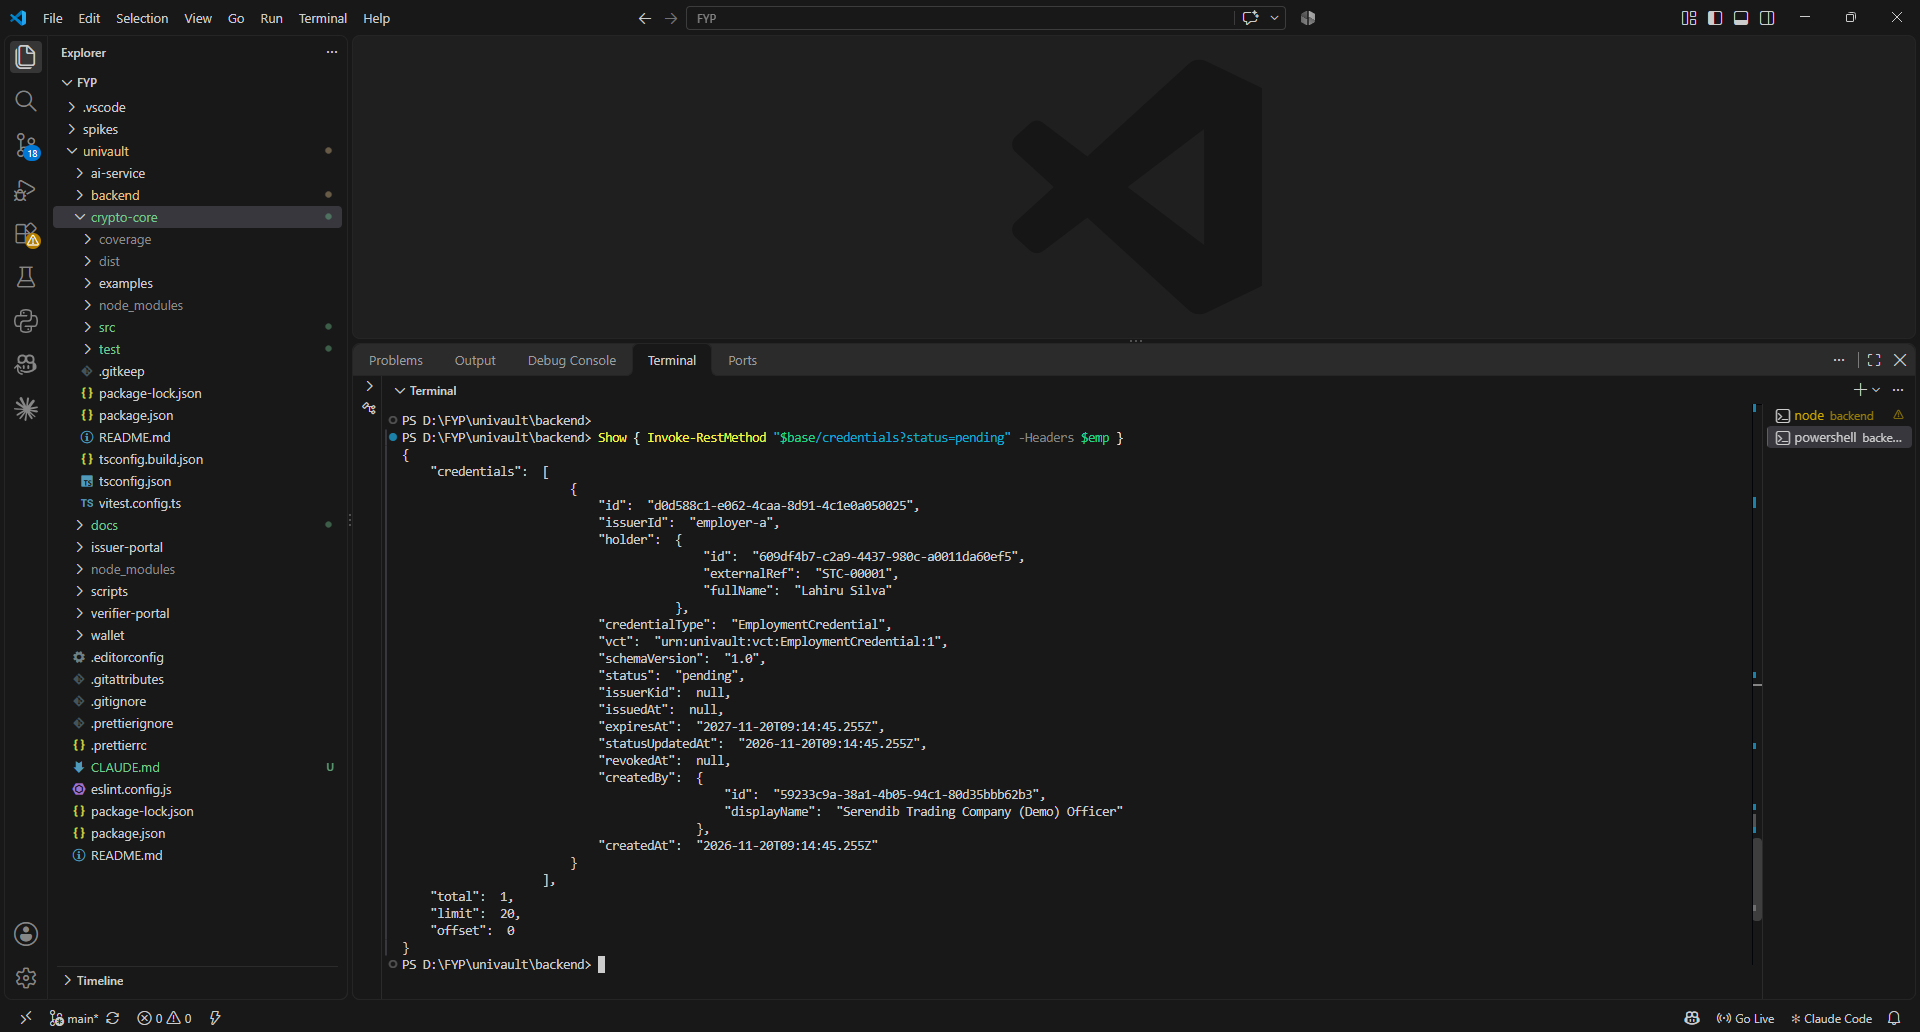 File Edit Selection View Go Run Terminal Help
FYP
Explorer
FYP
.vscode
spikes
18
univault
ai-service
backend
crypto-core
coverage
dist
examples
node_modules
src
test
.gitkeep
{} package-lock.json
{} package.json
README.md
{} tsconfig.build.json
TS tsconfig.json
TS vitest.config.ts
docs
issuer-portal
node_modules
scripts
verifier-portal
wallet
.editorconfig
.gitattributes
.gitignore
.prettierignore
{} .prettierrc
CLAUDE.md U
eslint.config.js
{} package-lock.json
{} package.json
README.md
Timeline
Problems Output Debug Console Terminal Ports
Terminal
node backend
powershell backe...
PS D:\FYP\univault\backend>
PS D:\FYP\univault\backend> Show { Invoke-RestMethod "$base/credentials?status=pending" -Headers $emp }
{
"credentials": [
{
"id": "d0d588c1-e062-4caa-8d91-4c1e0a050025",
"issuerId": "employer-a",
"holder": {
"id": "609df4b7-c2a9-4437-980c-a0011da60ef5",
"externalRef": "STC-00001",
"fullName": "Lahiru Silva"
},
"credentialType": "EmploymentCredential",
"vct": "urn:univault:vct:EmploymentCredential:1",
"schemaVersion": "1.0",
"status": "pending",
"issuerKid": null,
"issuedAt": null,
"expiresAt": "2027-11-20T09:14:45.255Z",
"statusUpdatedAt": "2026-11-20T09:14:45.255Z",
"revokedAt": null,
"createdBy": {
"id": "59233c9a-38a1-4b05-94c1-80d35bbb62b3",
"displayName": "Serendib Trading Company (Demo) Officer"
},
"createdAt": "2026-11-20T09:14:45.255Z"
}
],
"total": 1,
"limit": 20,
"offset": 0
}
PS D:\FYP\univault\backend>
main* 0 0
Go Live Claude Code